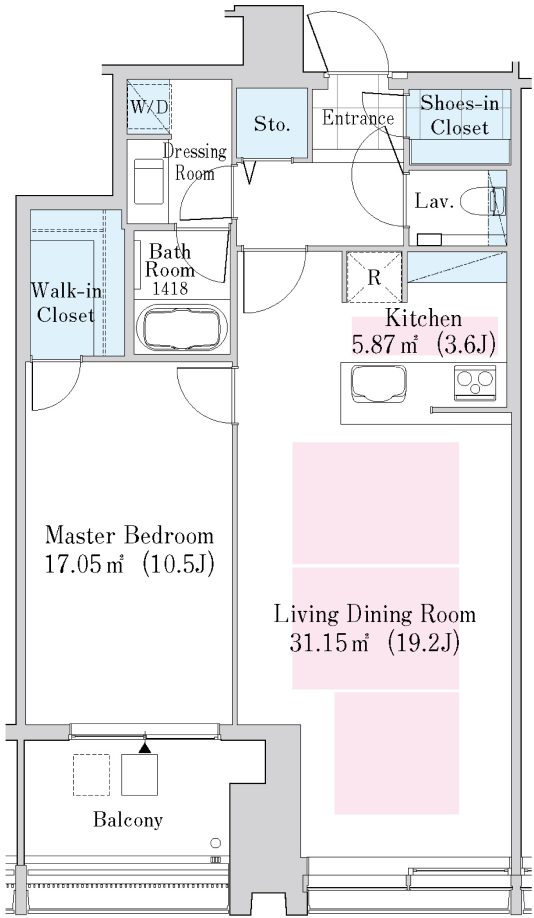 W/D
Sto.
Entrance
Shoes-in
Closet
Dressing
Room
Lav.
Bath
Room
1418
R
Walk-in
Closet
Kitchen
5.87㎡ (3.6J)
Master Bedroom
17.05㎡ (10.5J)
Living Dining Room
31.15㎡ (19.2J)
Balcony